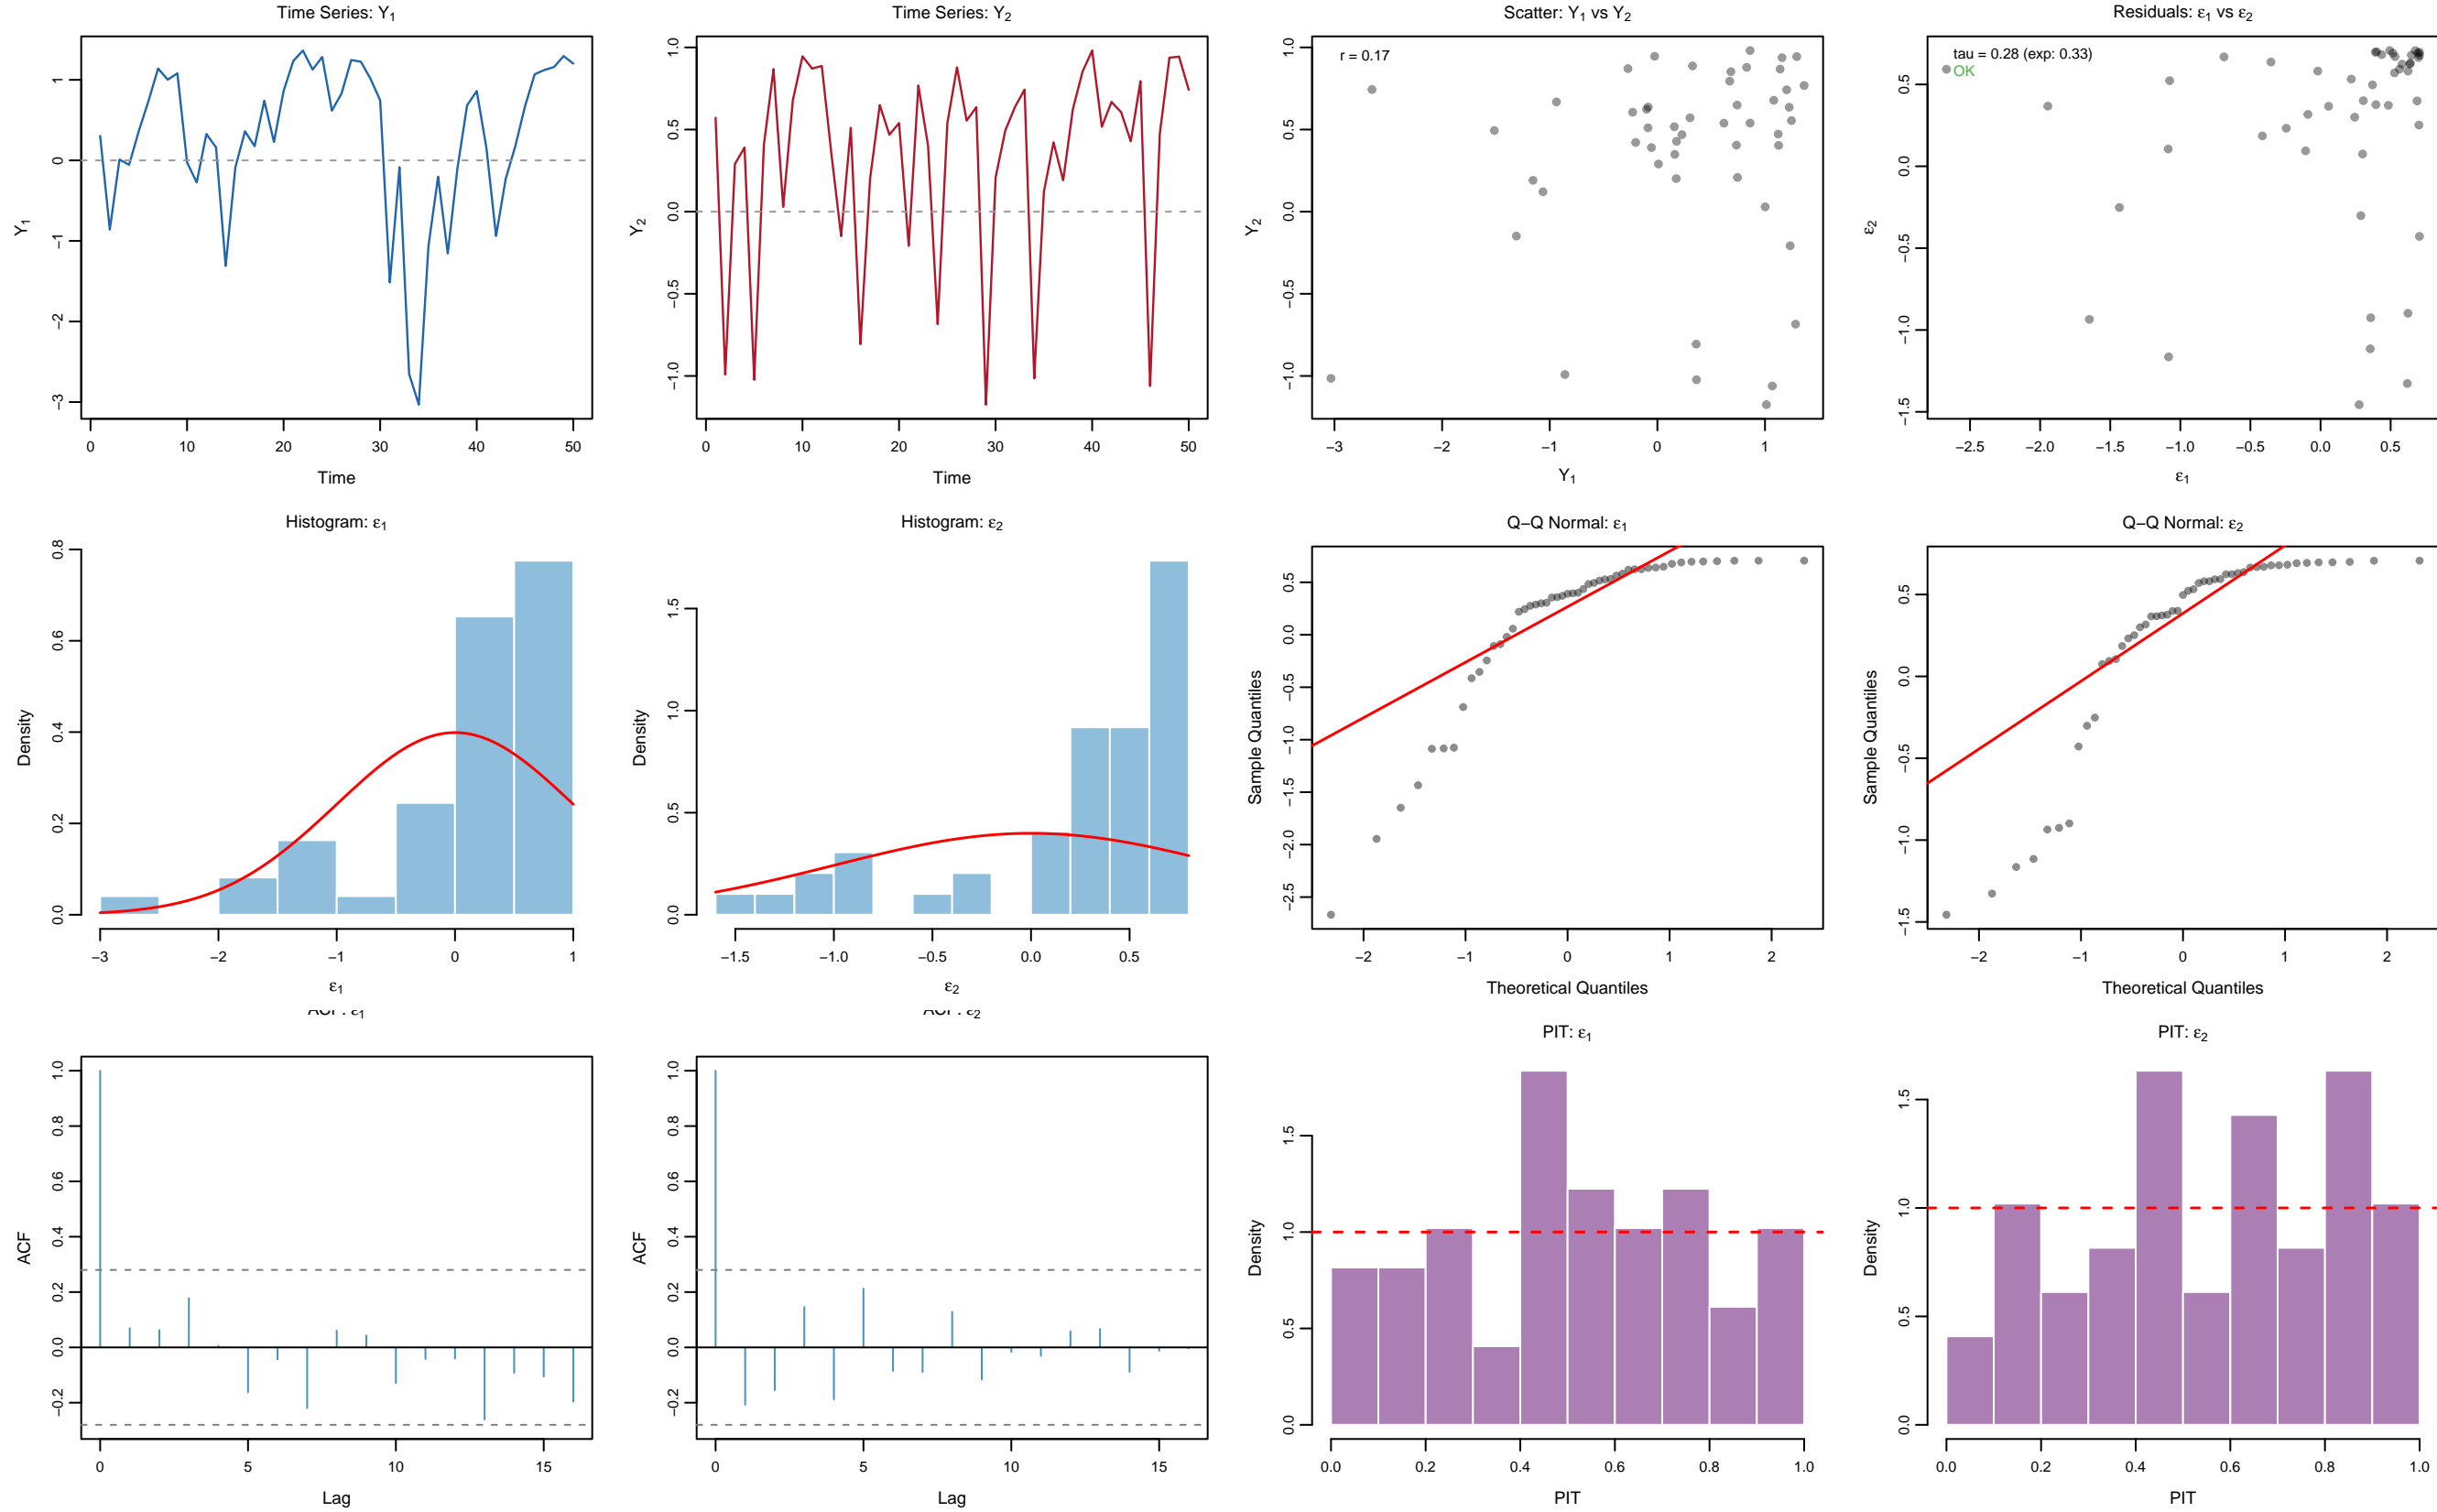 Time Series: Y1
Y1
−3 −2 −1 0 1
0 10 20 30 40 50
Time
Time Series: Y2
Y2
−1.0 −0.5 0.0 0.5 1.0
0 10 20 30 40 50
Time
Scatter: Y1 vs Y2
r = 0.17
Y2
−1.0 −0.5 0.0 0.5 1.0
−3 −2 −1 0 1
Y1
Residuals: ε1 vs ε2
tau = 0.28 (exp: 0.33)
OK
ε2
−1.5 −1.0 −0.5 0.0 0.5
−2.5 −2.0 −1.5 −1.0 −0.5 0.0 0.5
ε1
Histogram: ε1
Density
0.0 0.2 0.4 0.6 0.8
−3 −2 −1 0 1
ε1
Histogram: ε2
Density
0.0 0.5 1.0 1.5
−1.5 −1.0 −0.5 0.0 0.5
ε2
Q−Q Normal: ε1
Sample Quantiles
−2.5 −2.0 −1.5 −1.0 −0.5 0.0 0.5
−2 −1 0 1 2
Theoretical Quantiles
Q−Q Normal: ε2
Sample Quantiles
−1.5 −1.0 −0.5 0.0 0.5
−2 −1 0 1 2
Theoretical Quantiles
ACF: ε1
ACF
−0.2 0.0 0.2 0.4 0.6 0.8 1.0
0 5 10 15
Lag
ACF: ε2
ACF
−0.2 0.0 0.2 0.4 0.6 0.8 1.0
0 5 10 15
Lag
PIT: ε1
Density
0.0 0.5 1.0 1.5
0.0 0.2 0.4 0.6 0.8 1.0
PIT
PIT: ε2
Density
0.0 0.5 1.0 1.5
0.0 0.2 0.4 0.6 0.8 1.0
PIT